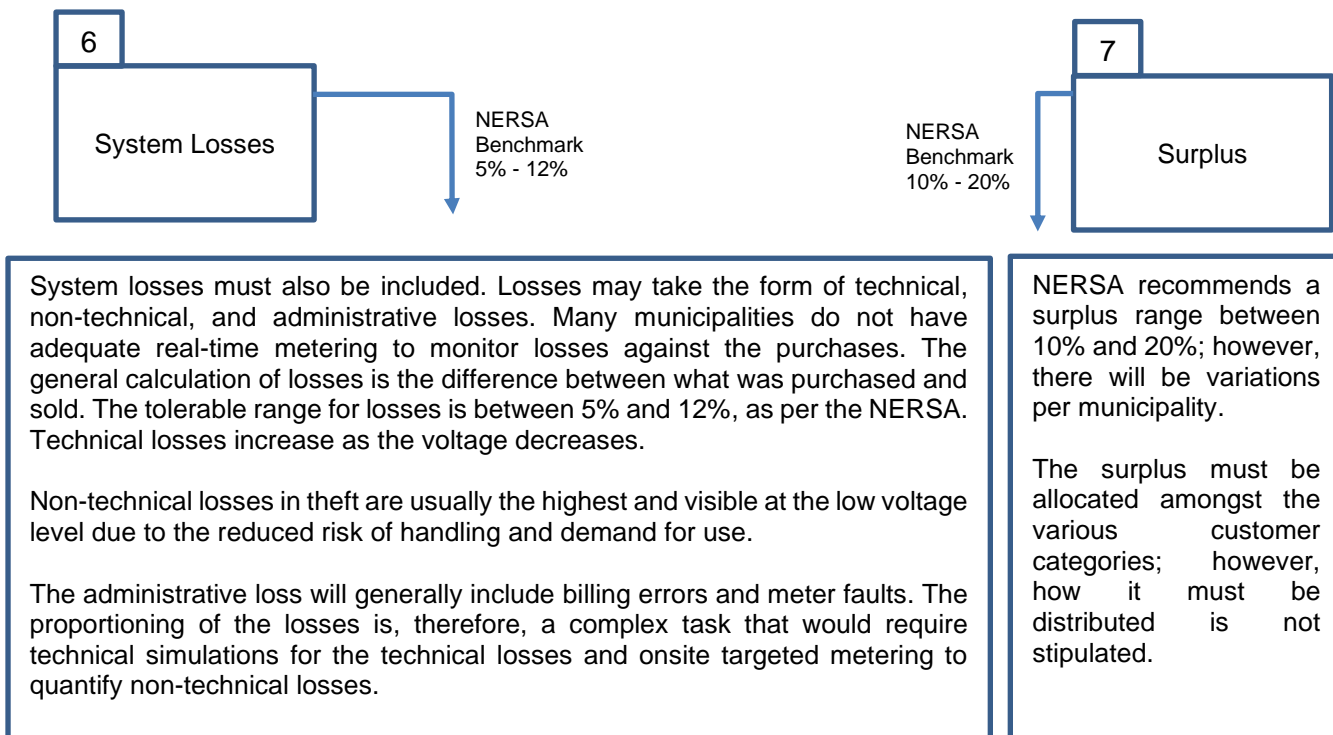 6
System Losses
NERSA
Benchmark
5% - 12%
7
Surplus
NERSA
Benchmark
10% - 20%
System losses must also be included. Losses may take the form of technical,
non-technical, and administrative losses. Many municipalities do not have
adequate real-time metering to monitor losses against the purchases. The
general calculation of losses is the difference between what was purchased and
sold. The tolerable range for losses is between 5% and 12%, as per the NERSA.
Technical losses increase as the voltage decreases.
Non-technical losses in theft are usually the highest and visible at the low voltage
level due to the reduced risk of handling and demand for use.
The administrative loss will generally include billing errors and meter faults. The
proportioning of the losses is, therefore, a complex task that would require
technical simulations for the technical losses and onsite targeted metering to
quantify non-technical losses.
NERSA recommends a
surplus range between
10% and 20%; however,
there will be variations
per municipality.
The surplus must be
allocated amongst the
various customer
categories; however,
how it must be
distributed is not
stipulated.